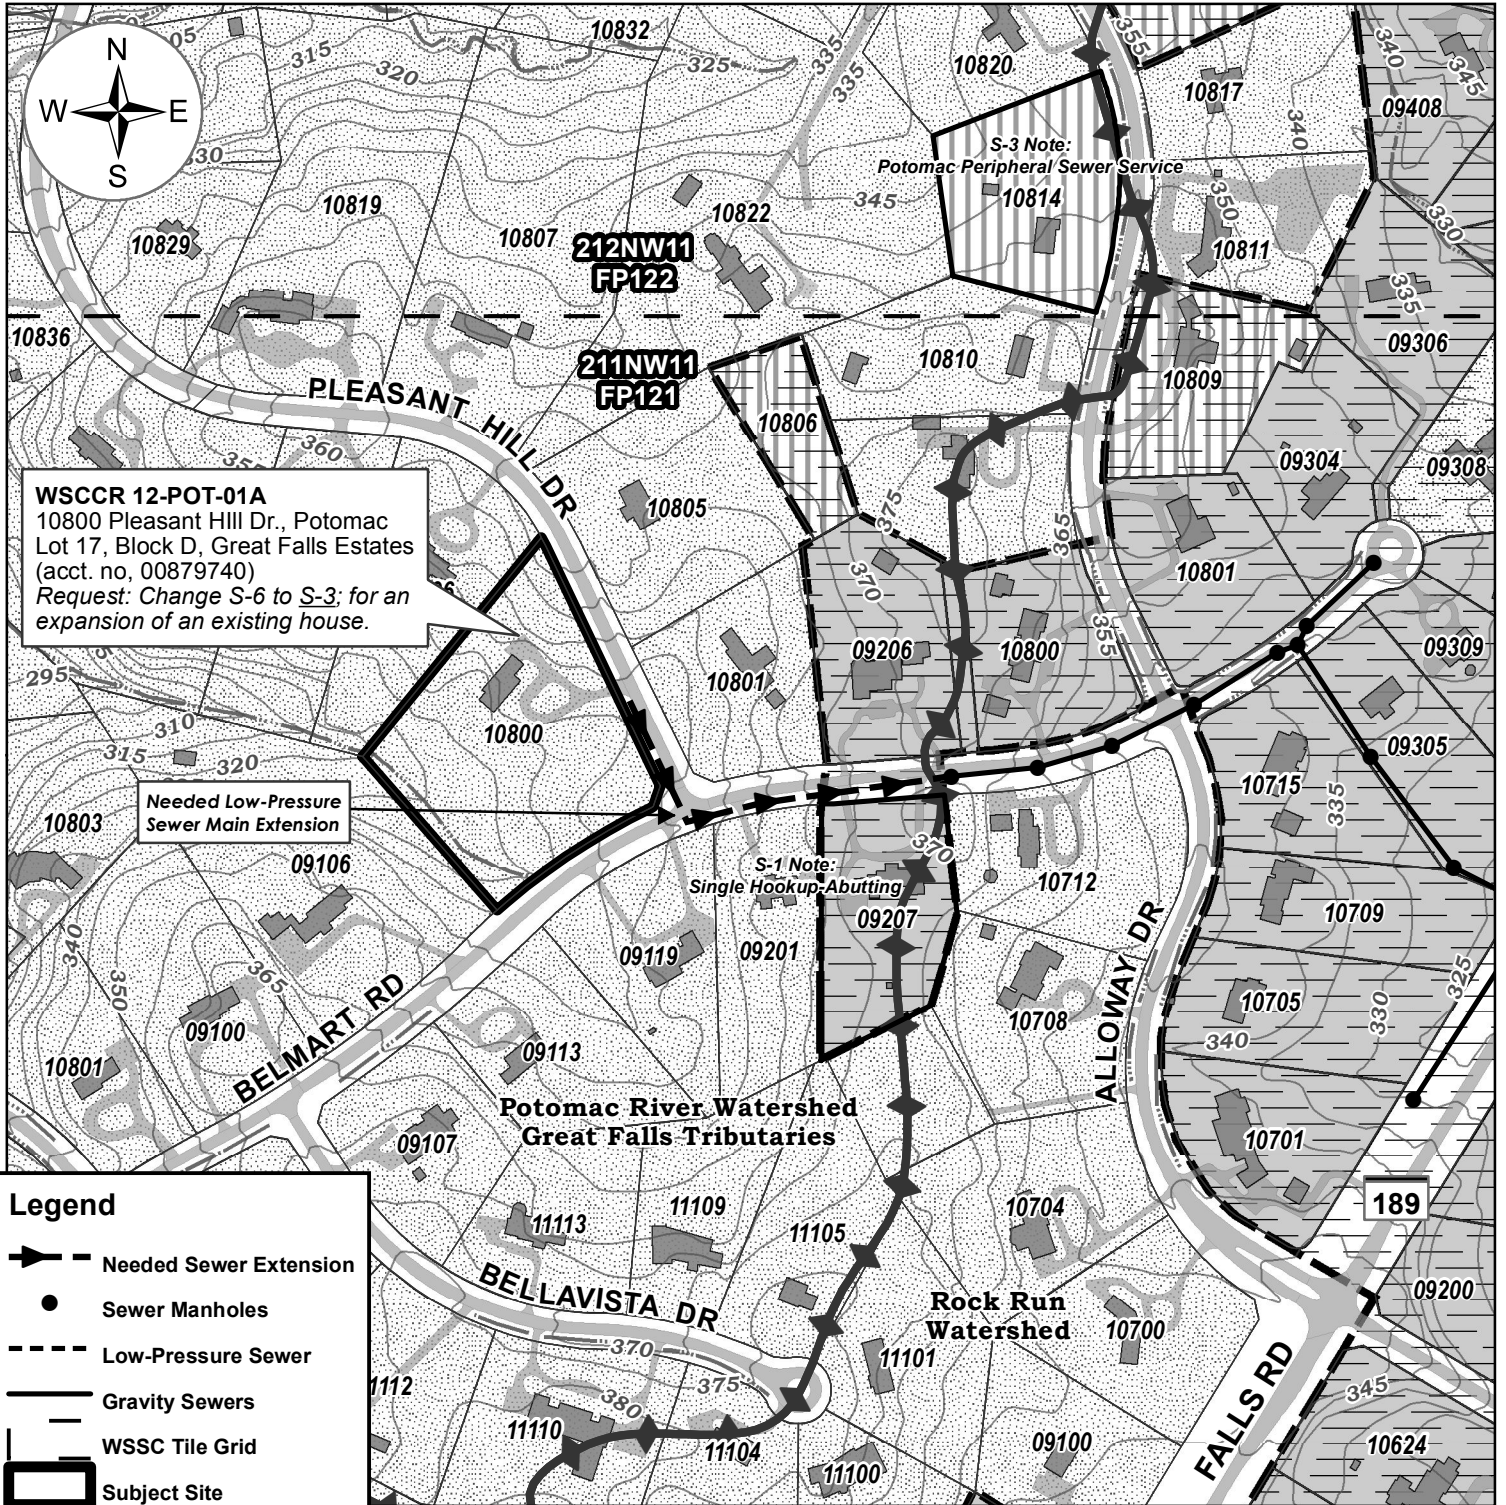 N
W E
S
05
315
320
10832
325
335
335
355
10820
10817
340
345
09408
340
S-3 Note:
Potomac Peripheral Sewer Service
10814
330
10819
10829
10807
10822
345
350
10811
330
212NW11
FP122
335
09306
10836
211NW11
FP121
10810
10809
PLEASANT HILL DR
10806
360
355
09304
09308
WSCCR 12-POT-01A
10800 Pleasant HIll Dr., Potomac
Lot 17, Block D, Great Falls Estates
(acct. no, 00879740)
Request: Change S-6 to S-3; for an
expansion of an existing house.
10805
375
365
370
10801
355
09206
10800
09309
295
10801
310
315
320
10800
09305
10715
335
Needed Low-Pressure
Sewer Main Extension
10803
09106
370
S-1 Note:
Single Hookup-Abutting
10712
09207
10709
340
350
365
09119
09201
ALLOWAY DR
325
330
10708
10705
340
09100
BELMART RD
10801
09113
Potomac River Watershed
Great Falls Tributaries
09107
10701
189
11109
11113
11105
10704
BELLAVISTA DR
Rock Run
Watershed
10700
09200
370
375
380
11101
1112
11110
11104
11100
09100
FALLS RD
345
10624
Legend
Needed Sewer Extension
Sewer Manholes
Low-Pressure Sewer
Gravity Sewers
WSSC Tile Grid
Subject Site